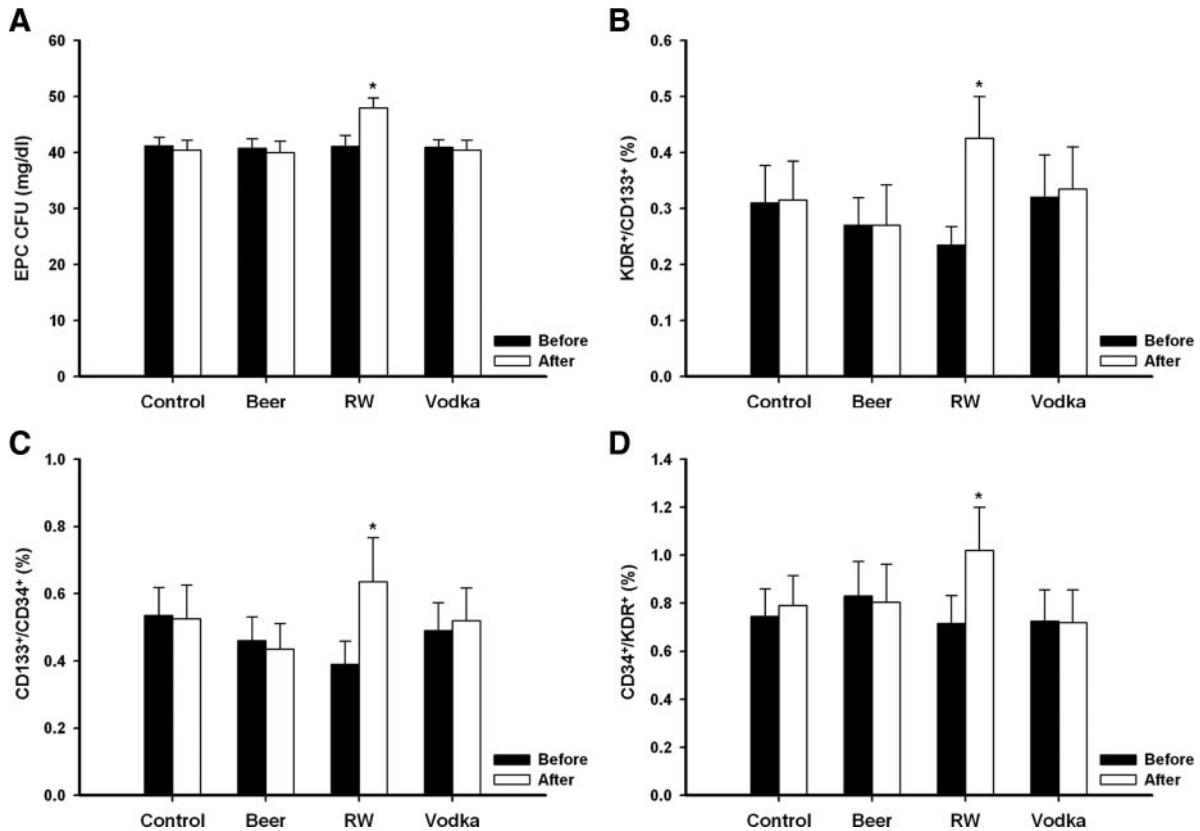 A
EPC CFU (mg/dl)
60
50
40
30
20
10
0
*
Before
After
Control Beer RW Vodka
B
KDR⁺/CD133⁺ (%)
0.6
0.5
0.4
0.3
0.2
0.1
0.0
*
Before
After
Control Beer RW Vodka
C
CD133⁺/CD34⁺ (%)
1.0
0.8
0.6
0.4
0.2
0.0
*
Before
After
Control Beer RW Vodka
D
CD34⁺/KDR⁺ (%)
1.4
1.2
1.0
0.8
0.6
0.4
0.2
0.0
*
Before
After
Control Beer RW Vodka